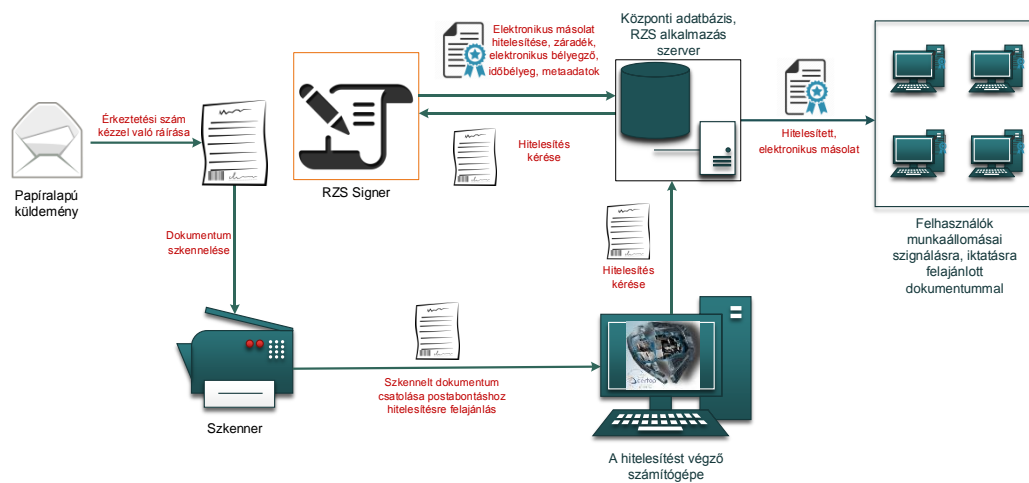 Papíralapú
küldemény
Érkeztetési szám
kézzel való ráírása
Dokumentum
szkennelése
Szkenner
RZS Signer
Elektronikus másolat
hitelesítése, záradék,
elektronikus bélyegző,
időbélyeg, metaadatok
Hitelesítés
kérése
Központi adatbázis,
RZS alkalmazás
szerver
Hitelesített,
elektronikus másolat
Felhasználók
munkaállomásai
szignálásra, iktatásra
felajánlott
dokumentummal
Hitelesítés
kérése
Szkennelt dokumentum
csatolása postabontáshoz
hitelesítésre felajánlás
certop
A hitelesítést végző
számítógépe